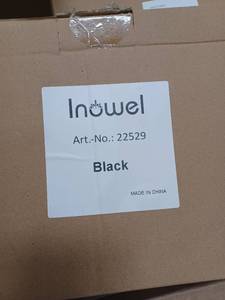 Inowel
Art.-No.: 22529
Black
MADE IN CHINA